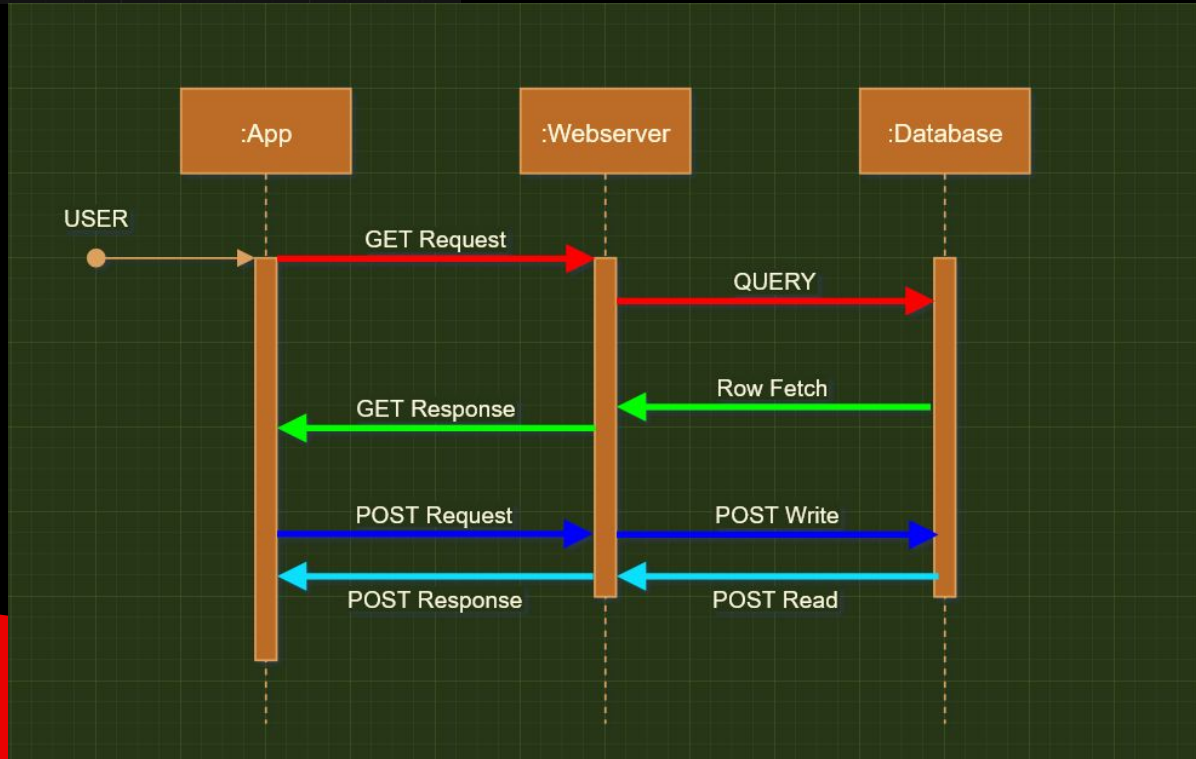 :App
:Webserver
:Database
USER
GET Request
QUERY
Row Fetch
GET Response
POST Request
POST Write
POST Response
POST Read